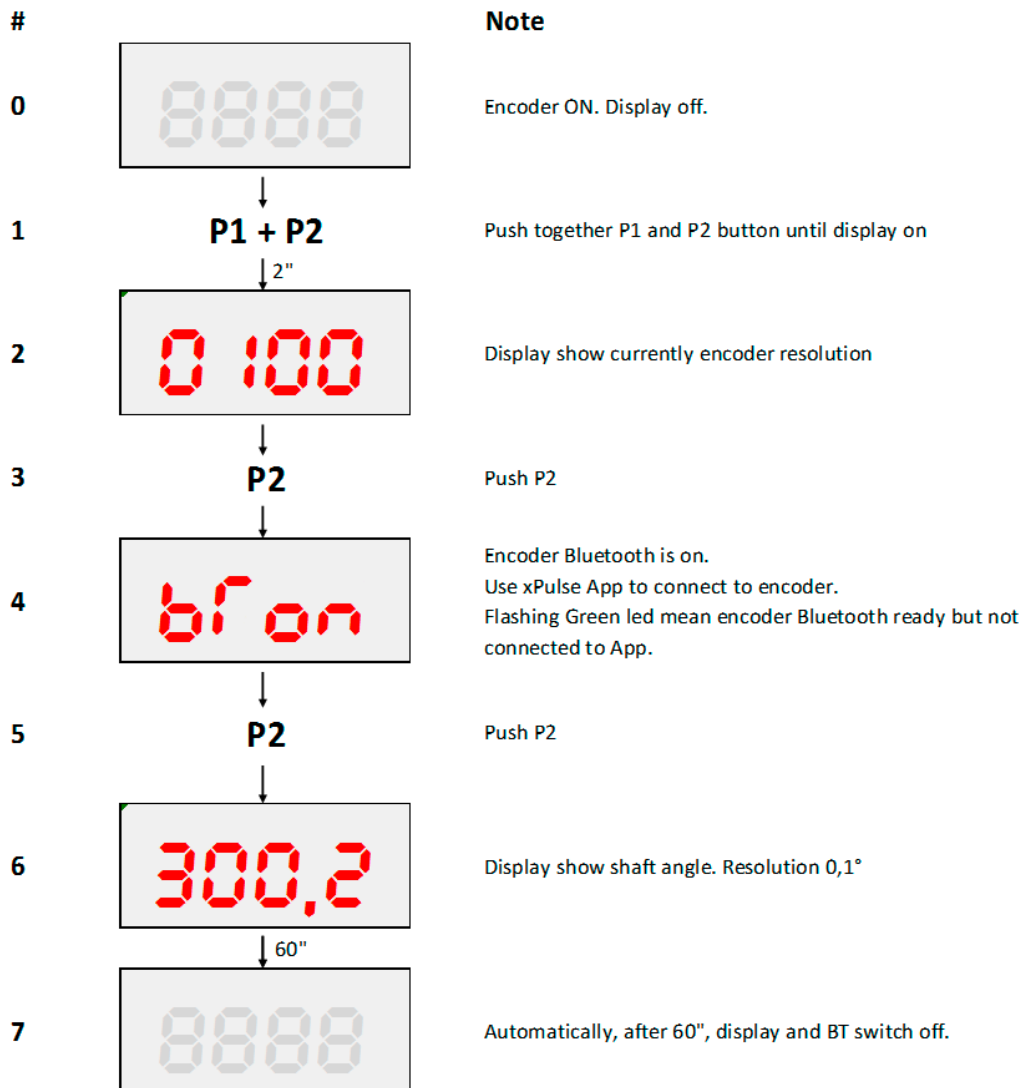 # Note
8888
0 Encoder ON. Display off.
1 P1 + P2 Push together P1 and P2 button until display on
2"
0100
2 Display show currently encoder resolution
3 P2 Push P2
Encoder Bluetooth is on.
Use xPulse App to connect to encoder.
4 bT on Flashing Green led mean encoder Bluetooth ready but not
connected to App.
5 P2 Push P2
6 300,2 Display show shaft angle. Resolution 0,1°
60"
7 8888 Automatically, after 60", display and BT switch off.